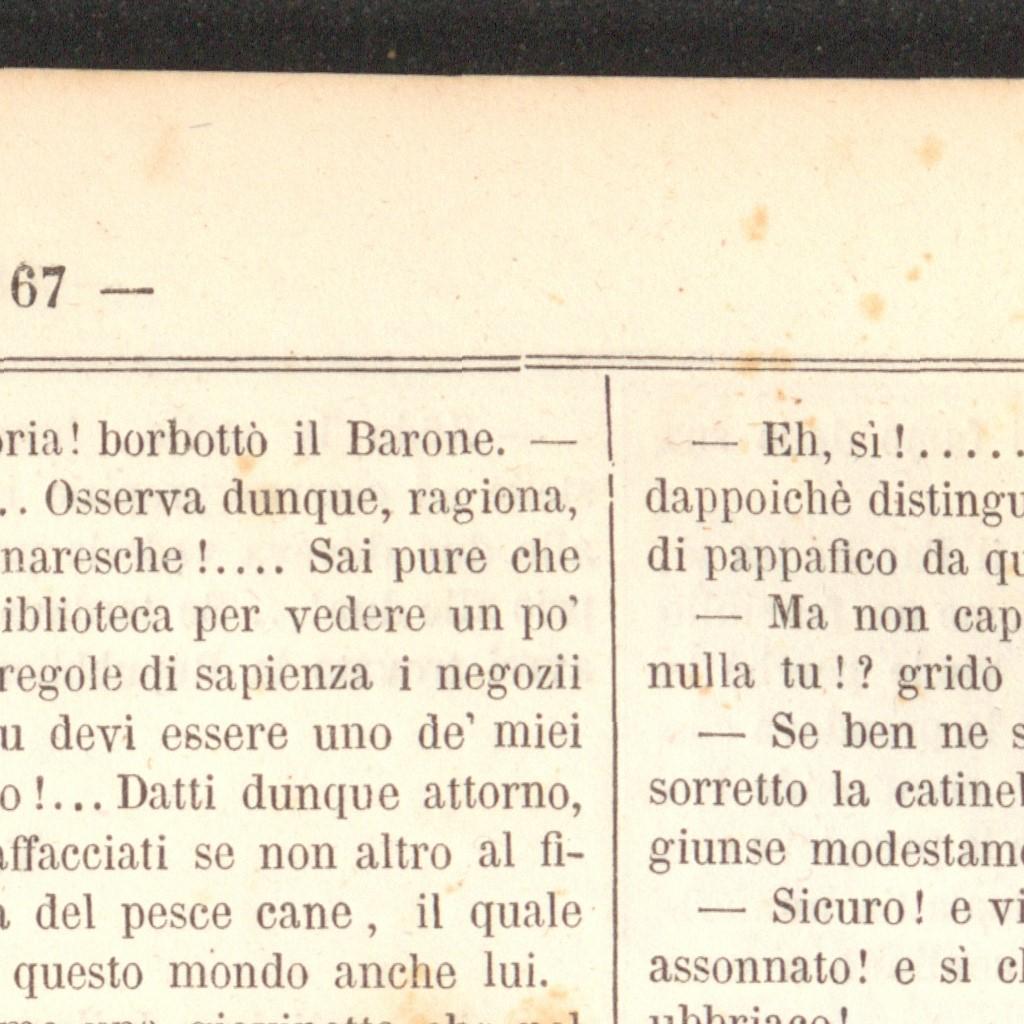 67 —
oria! borbottò il Barone. —
.. Osserva dunque, ragiona,
naresche!.... Sai pure che
iblioteca per vedere un po’
regole di sapienza i negozii
u devi essere uno de’ miei
o!... Datti dunque attorno,
affacciati se non altro al fi-
a del pesce cane, il quale
questo mondo anche lui.
— Eh, sì!.....
dappoichè distingu
di pappafico da qu
— Ma non cap
nulla tu!? gridò
— Se ben ne s
sorretto la catinel
giunse modestame
— Sicuro! e vi
assonnato! e sì ch
ubbriaco!